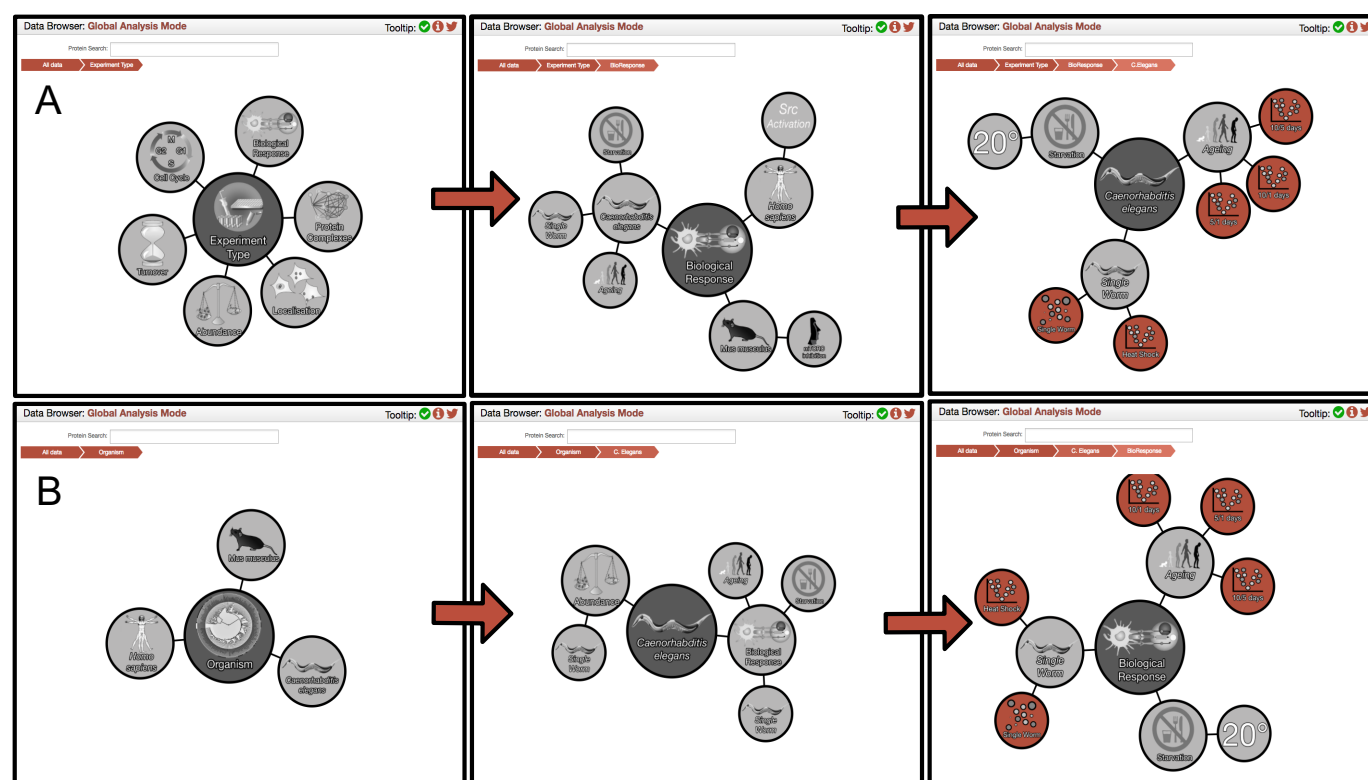 Data Browser: Global Analysis Mode
Tooltip:
Protein Search:
All data
Experiment Type
A
M
G2
G1
S
Cell Cycle
Biological
Response
Experiment
Type
Protein
Complexes
Turnover
Abundance
Localisation
Data Browser: Global Analysis Mode
Tooltip:
Protein Search:
All data
Experiment Type
BioResponse
Src
Activation
Starvation
Homo
sapiens
Single
Worm
Caenorhabditis
elegans
Biological
Response
Ageing
Mus musculus
mTORC
inhibition
Data Browser: Global Analysis Mode
Tooltip:
Protein Search:
All data
Experiment Type
BioResponse
C.Elegans
20°
Starvation
Ageing
10/5 days
10/1 days
5/1 days
Caenorhabditis
elegans
Single
Worm
Single Worm
Heat Shock
Data Browser: Global Analysis Mode
Tooltip:
Protein Search:
All data
Organism
B
Mus musculus
Homo
sapiens
Organism
Caenorhabditis
elegans
Data Browser: Global Analysis Mode
Tooltip:
Protein Search:
All data
Organism
C. Elegans
Abundance
Ageing
Starvation
Caenorhabditis
elegans
Biological
Response
Single
Worm
Single
Worm
Data Browser: Global Analysis Mode
Tooltip:
Protein Search:
All data
Organism
C. Elegans
BioResponse
10/1 days
5/1 days
Ageing
10/5 days
Heat Shock
Single
Worm
Biological
Response
Single Worm
Starvation
20°